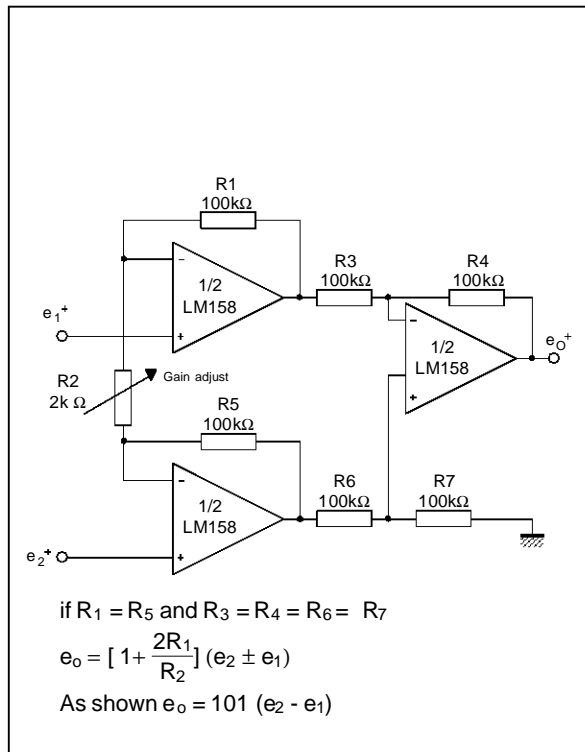 R1
100kΩ
R3
100kΩ
R4
100kΩ
1/2
LM158
e1+
eO+
1/2
LM158
R2
2k Ω
Gain adjust
R5
100kΩ
R6
100kΩ
R7
100kΩ
1/2
LM158
e2+
if R1 = R5 and R3 = R4 = R6 = R7
eo = [ 1+ 2R1/R2 ] (e2 ± e1)
As shown eo = 101 (e2 - e1)